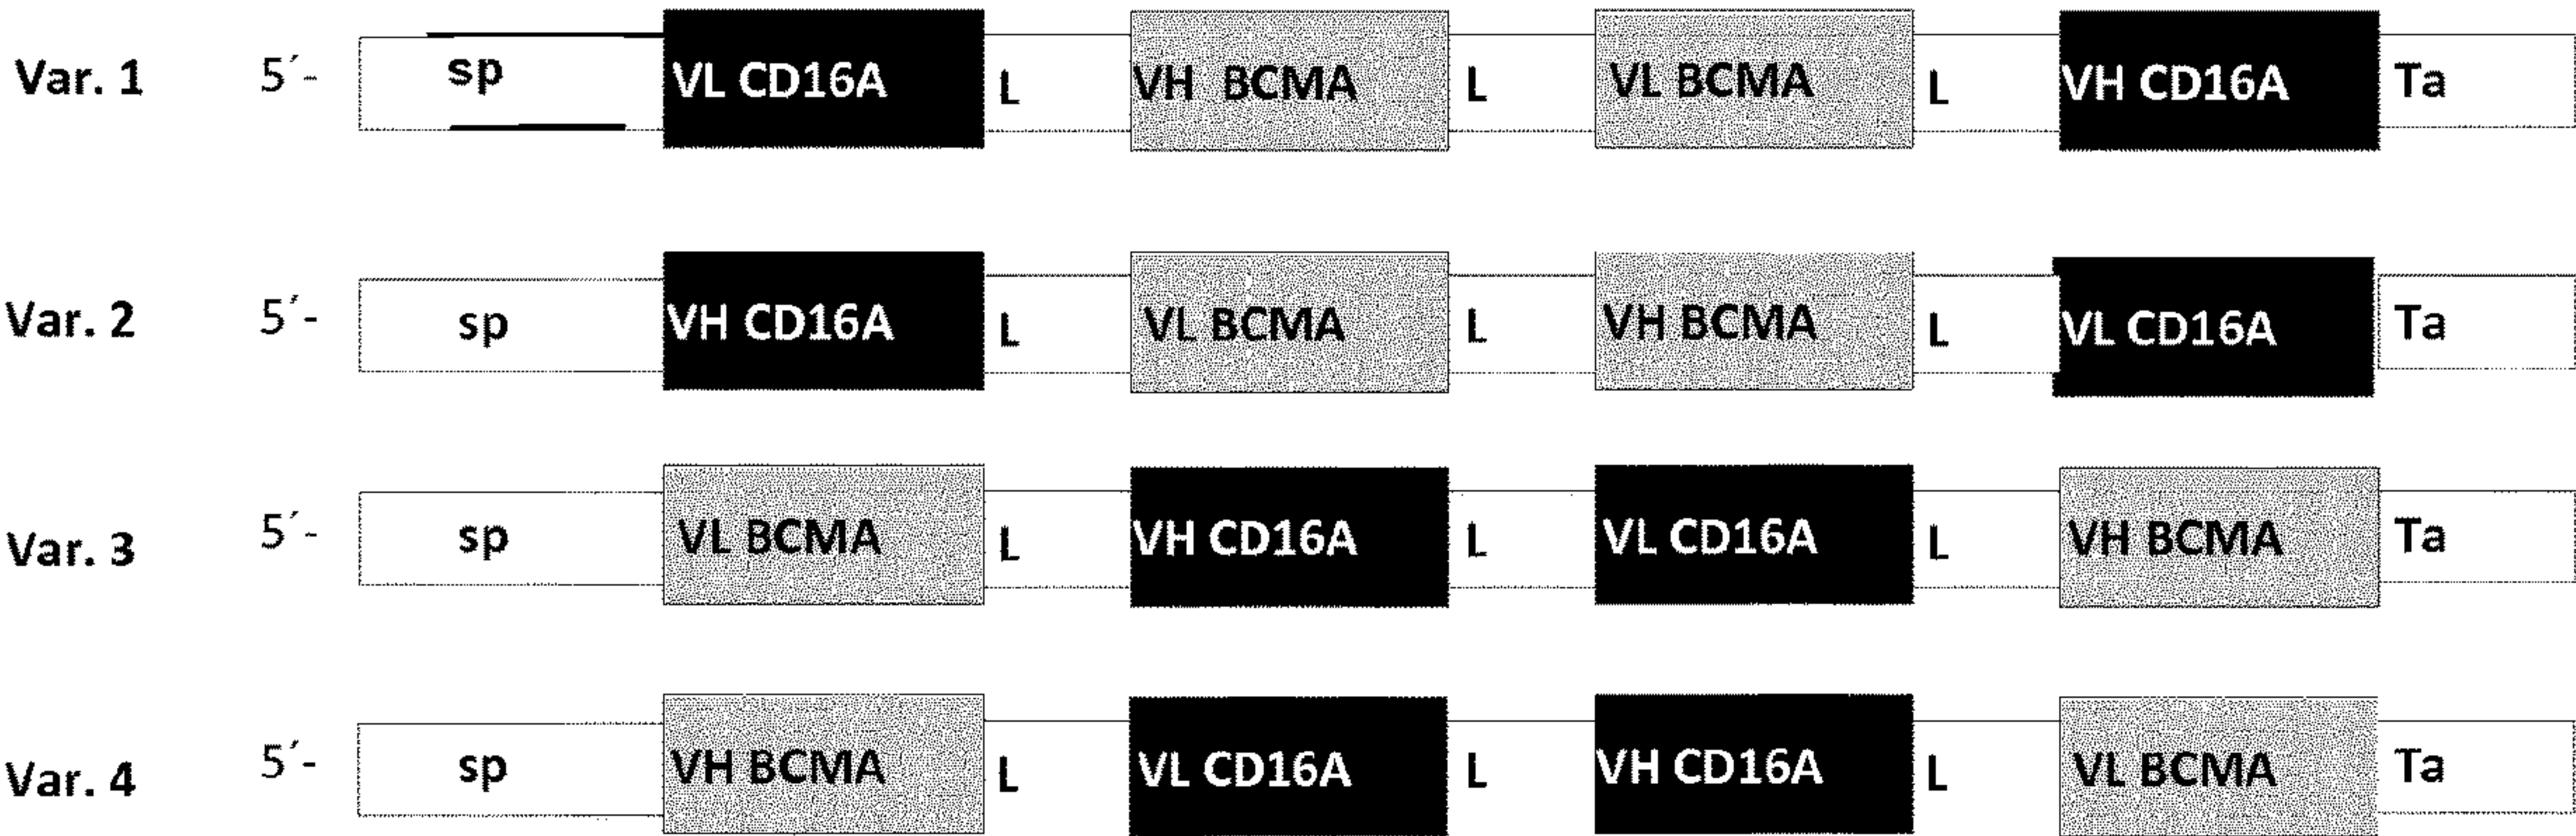 Var. 1 5´- sp VL CD16A L VH BCMA L VL BCMA L VH CD16A Ta
Var. 2 5´- sp VH CD16A L VL BCMA L VH BCMA L VL CD16A Ta
Var. 3 5´- sp VL BCMA L VH CD16A L VL CD16A L VH BCMA Ta
Var. 4 5´- sp VH BCMA L VL CD16A L VH CD16A L VL BCMA Ta